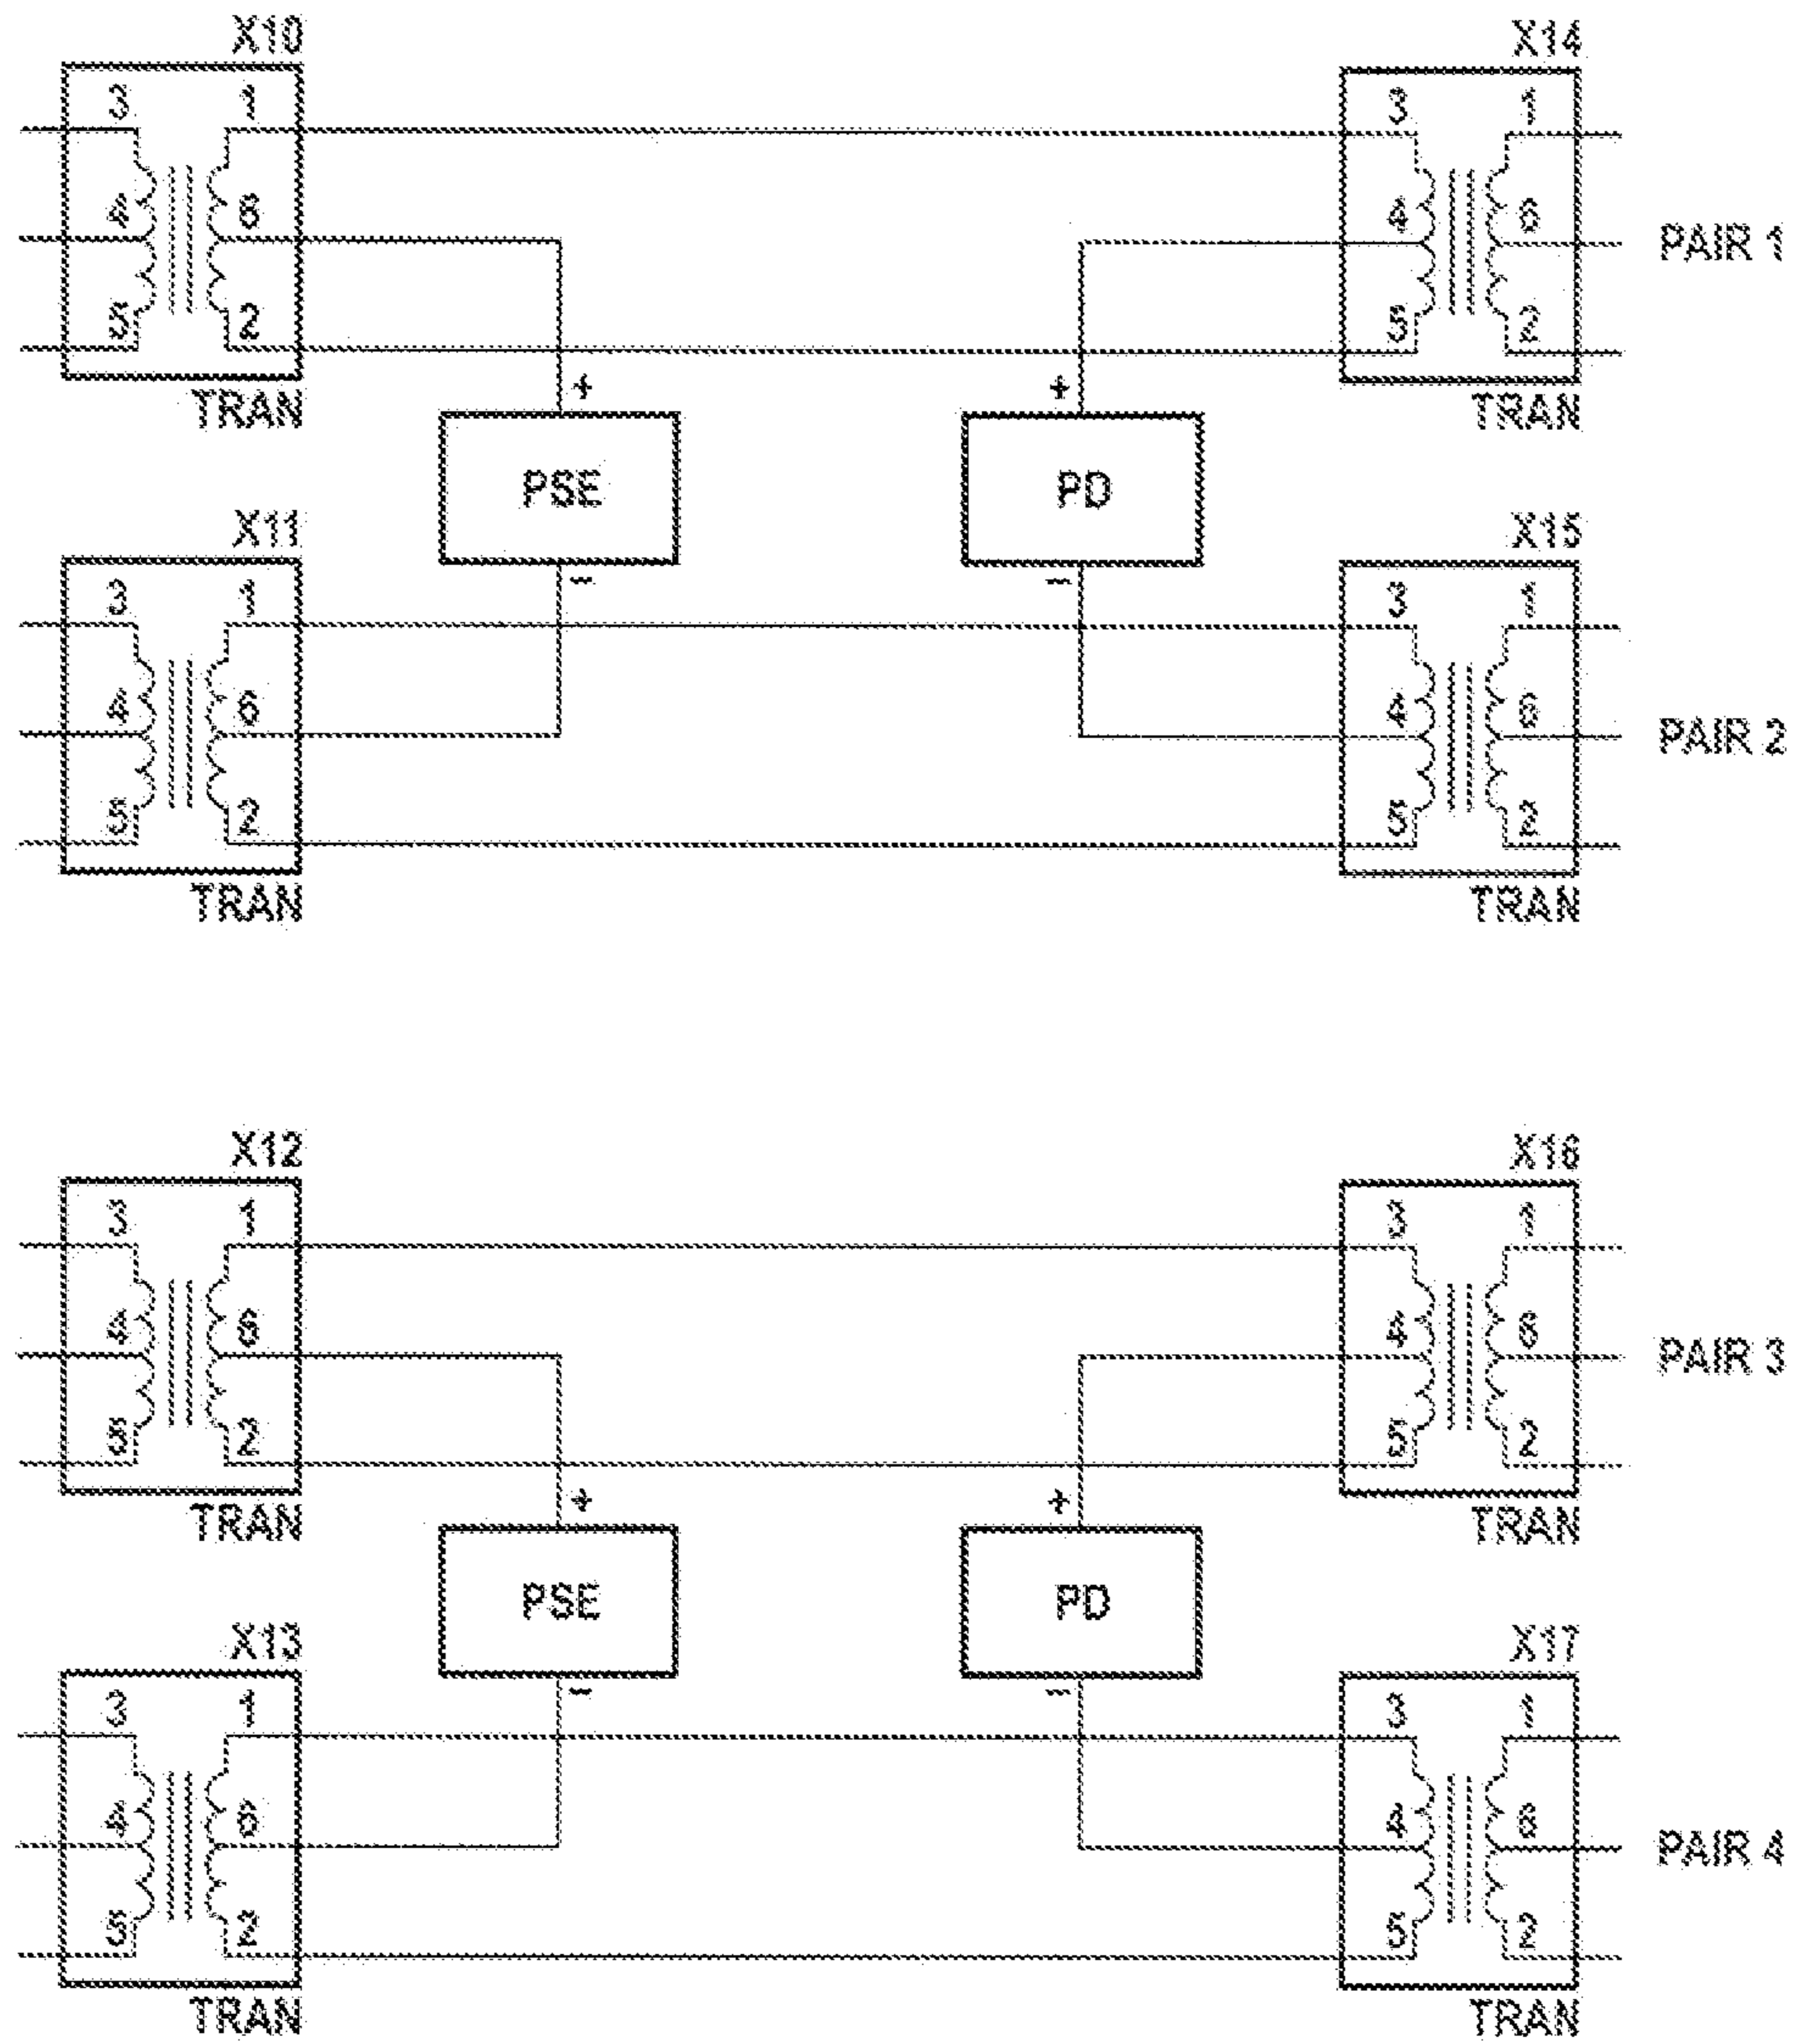 X10 X14
3 1 3 1
4 6 4 6 PAIR 1
5 2 5 2
+ +
TRAN TRAN
PSE PD
X11 X15
- -
3 1 3 1
4 6 4 6 PAIR 2
5 2 5 2
TRAN TRAN
X12 X16
3 1 3 1
4 6 4 6 PAIR 3
5 2 5 2
+ +
TRAN TRAN
PSE PD
X13 X17
- -
3 1 3 1
4 6 4 6 PAIR 4
5 2 5 2
TRAN TRAN